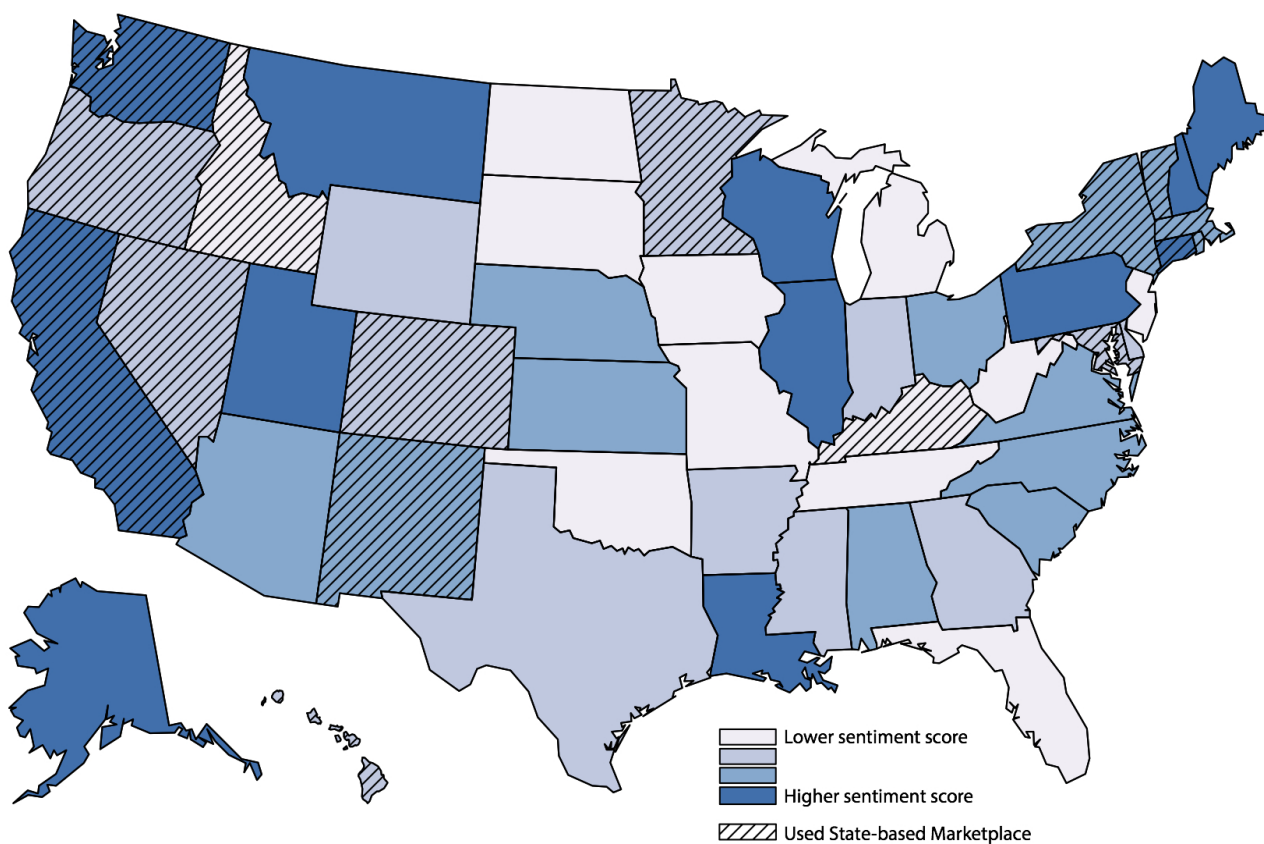 Lower sentiment score
Higher sentiment score
Used State-based Marketplace